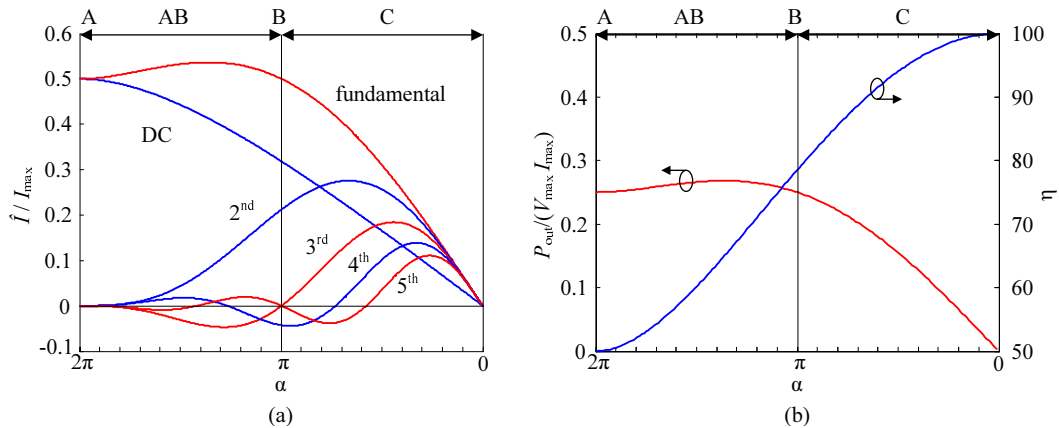 A AB B C
0.6
0.5
0.4
0.3
0.2
0.1
0
-0.1
Î / I_max
fundamental
DC
2nd
3rd
4th
5th
2π π 0
α
(a)
A AB B C
0.5
0.4
0.3
0.2
0.1
0
P_out/(V_max I_max)
100
90
80
70
60
50
η
2π π 0
α
(b)